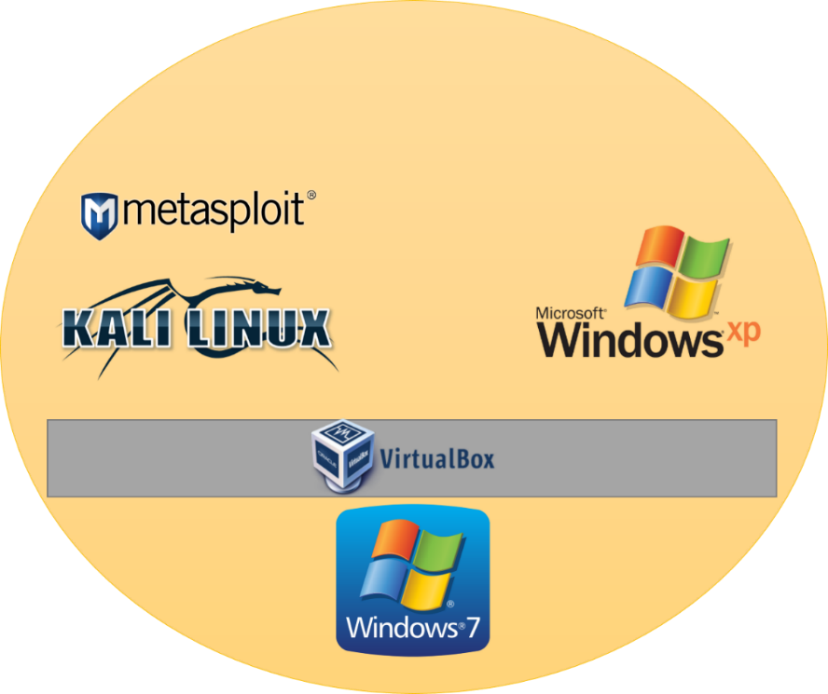 metasploit®
KALI LINUX
Microsoft®
Windows xp
VirtualBox
Windows® 7